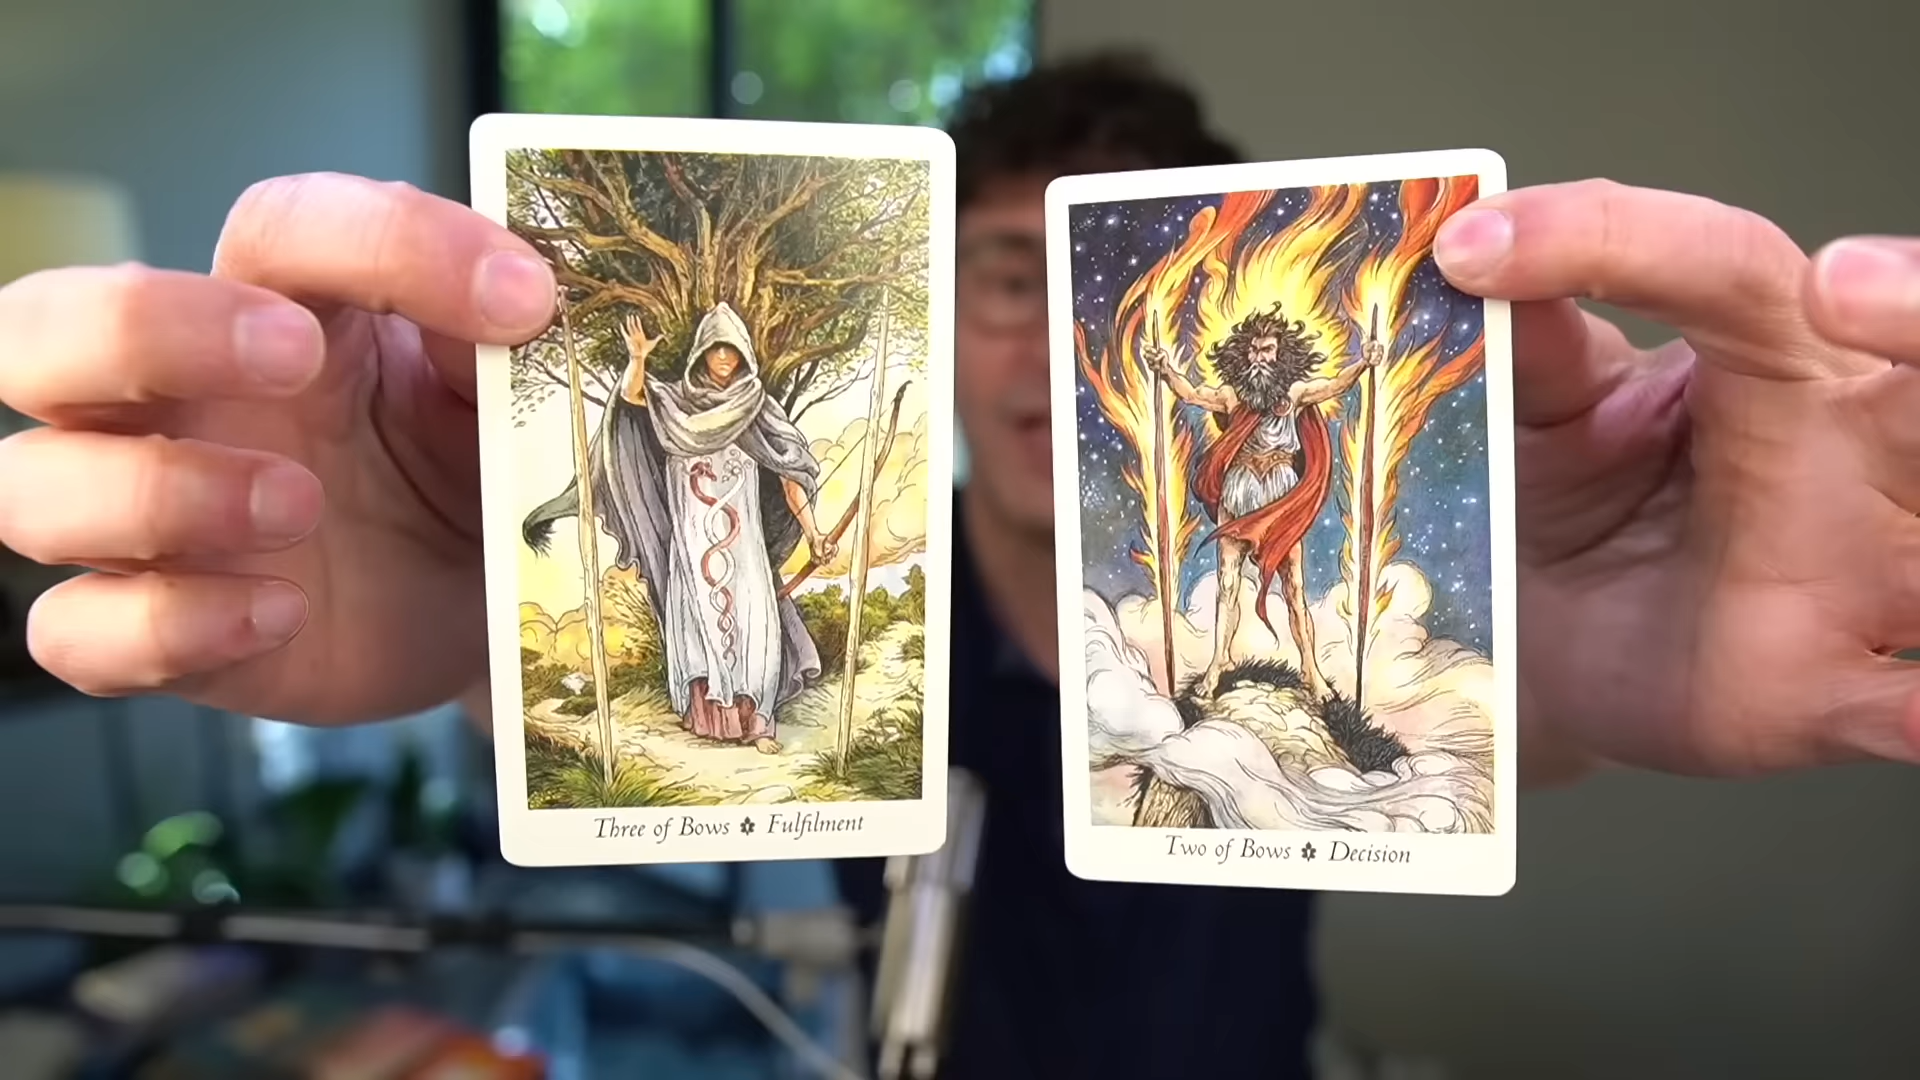 Three of Bows ✽ Fulfilment
Two of Bows ✽ Decision